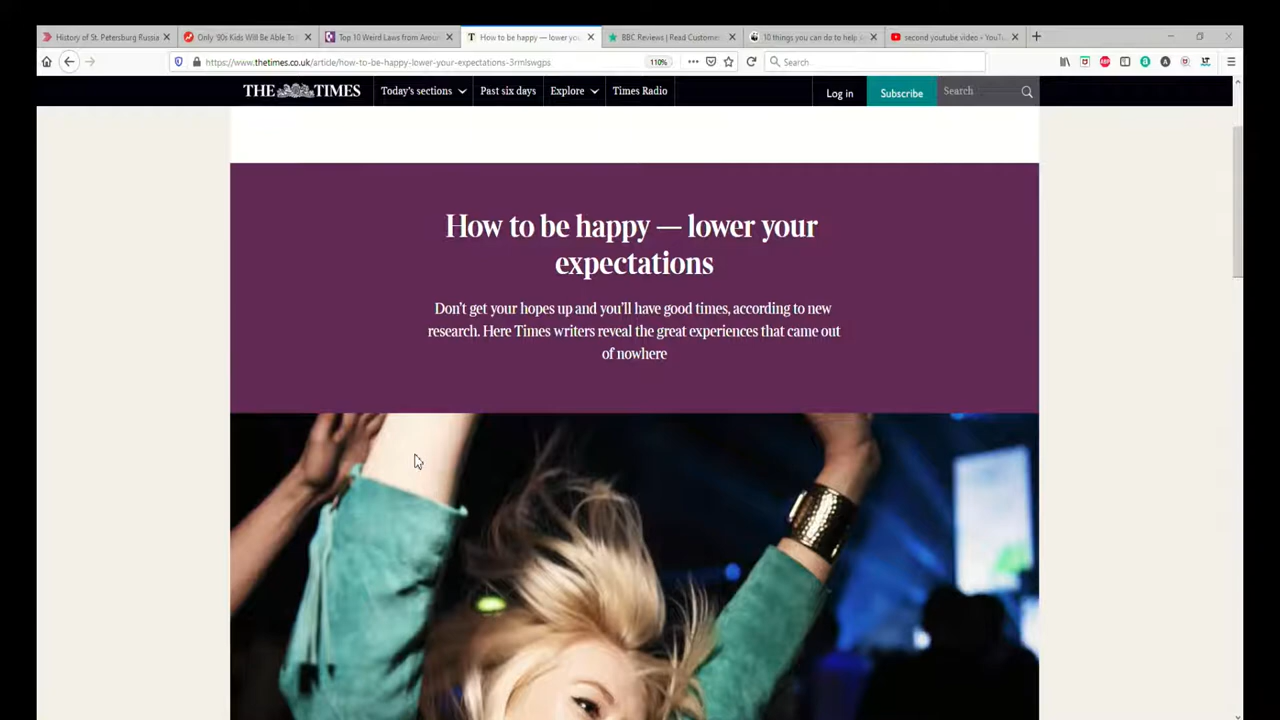 History of St. Petersburg Russia
Only '90s Kids Will Be Able To
Top 10 Weird Laws from Aroun
How to be happy — lower you
BBC Reviews | Read Custome
10 things you can do to help
second youtube video - YouT
https://www.thetimes.co.uk/article/how-to-be-happy-lower-your-expectations-3rmlswgps
110%
Search
THE TIMES
Today's sections
Past six days
Explore
Times Radio
Log in
Subscribe
Search
How to be happy — lower your
expectations
Don't get your hopes up and you'll have good times, according to new
research. Here Times writers reveal the great experiences that came out
of nowhere